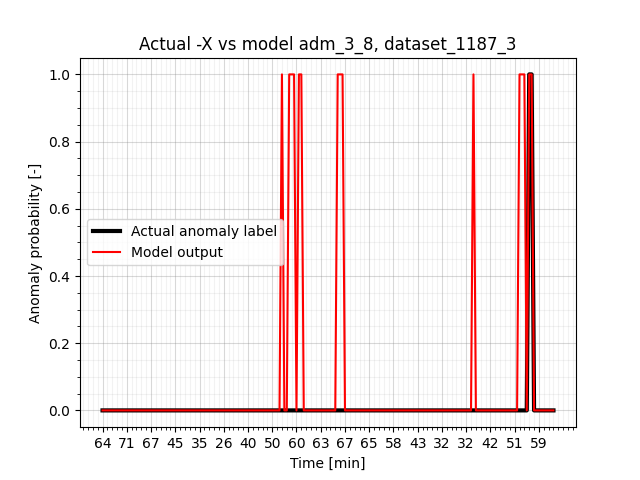 Actual -X vs model adm_3_8, dataset_1187_3
Anomaly probability [-]
1.0
0.8
0.6
0.4
0.2
0.0
Actual anomaly label
Model output
64 71 67 45 35 26 40 50 60 63 67 65 58 43 32 32 42 51 59
Time [min]